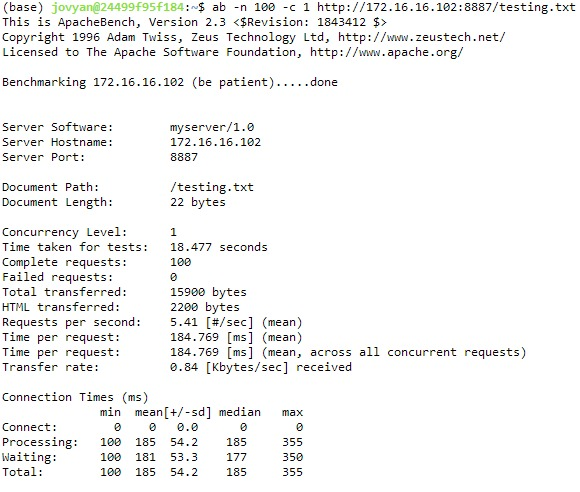 (base) jovyan@24499f95f184:~$ ab -n 100 -c 1 http://172.16.16.102:8887/testing.txt
This is ApacheBench, Version 2.3 <$Revision: 1843412 $>
Copyright 1996 Adam Twiss, Zeus Technology Ltd, http://www.zeustech.net/
Licensed to The Apache Software Foundation, http://www.apache.org/

Benchmarking 172.16.16.102 (be patient).....done


Server Software:        myserver/1.0
Server Hostname:        172.16.16.102
Server Port:            8887

Document Path:          /testing.txt
Document Length:        22 bytes

Concurrency Level:      1
Time taken for tests:   18.477 seconds
Complete requests:      100
Failed requests:        0
Total transferred:      15900 bytes
HTML transferred:       2200 bytes
Requests per second:    5.41 [#/sec] (mean)
Time per request:       184.769 [ms] (mean)
Time per request:       184.769 [ms] (mean, across all concurrent requests)
Transfer rate:          0.84 [Kbytes/sec] received

Connection Times (ms)
              min  mean[+/-sd] median   max
Connect:        0    0   0.0      0       0
Processing:   100  185  54.2    185     355
Waiting:      100  181  53.3    177     350
Total:        100  185  54.2    185     355